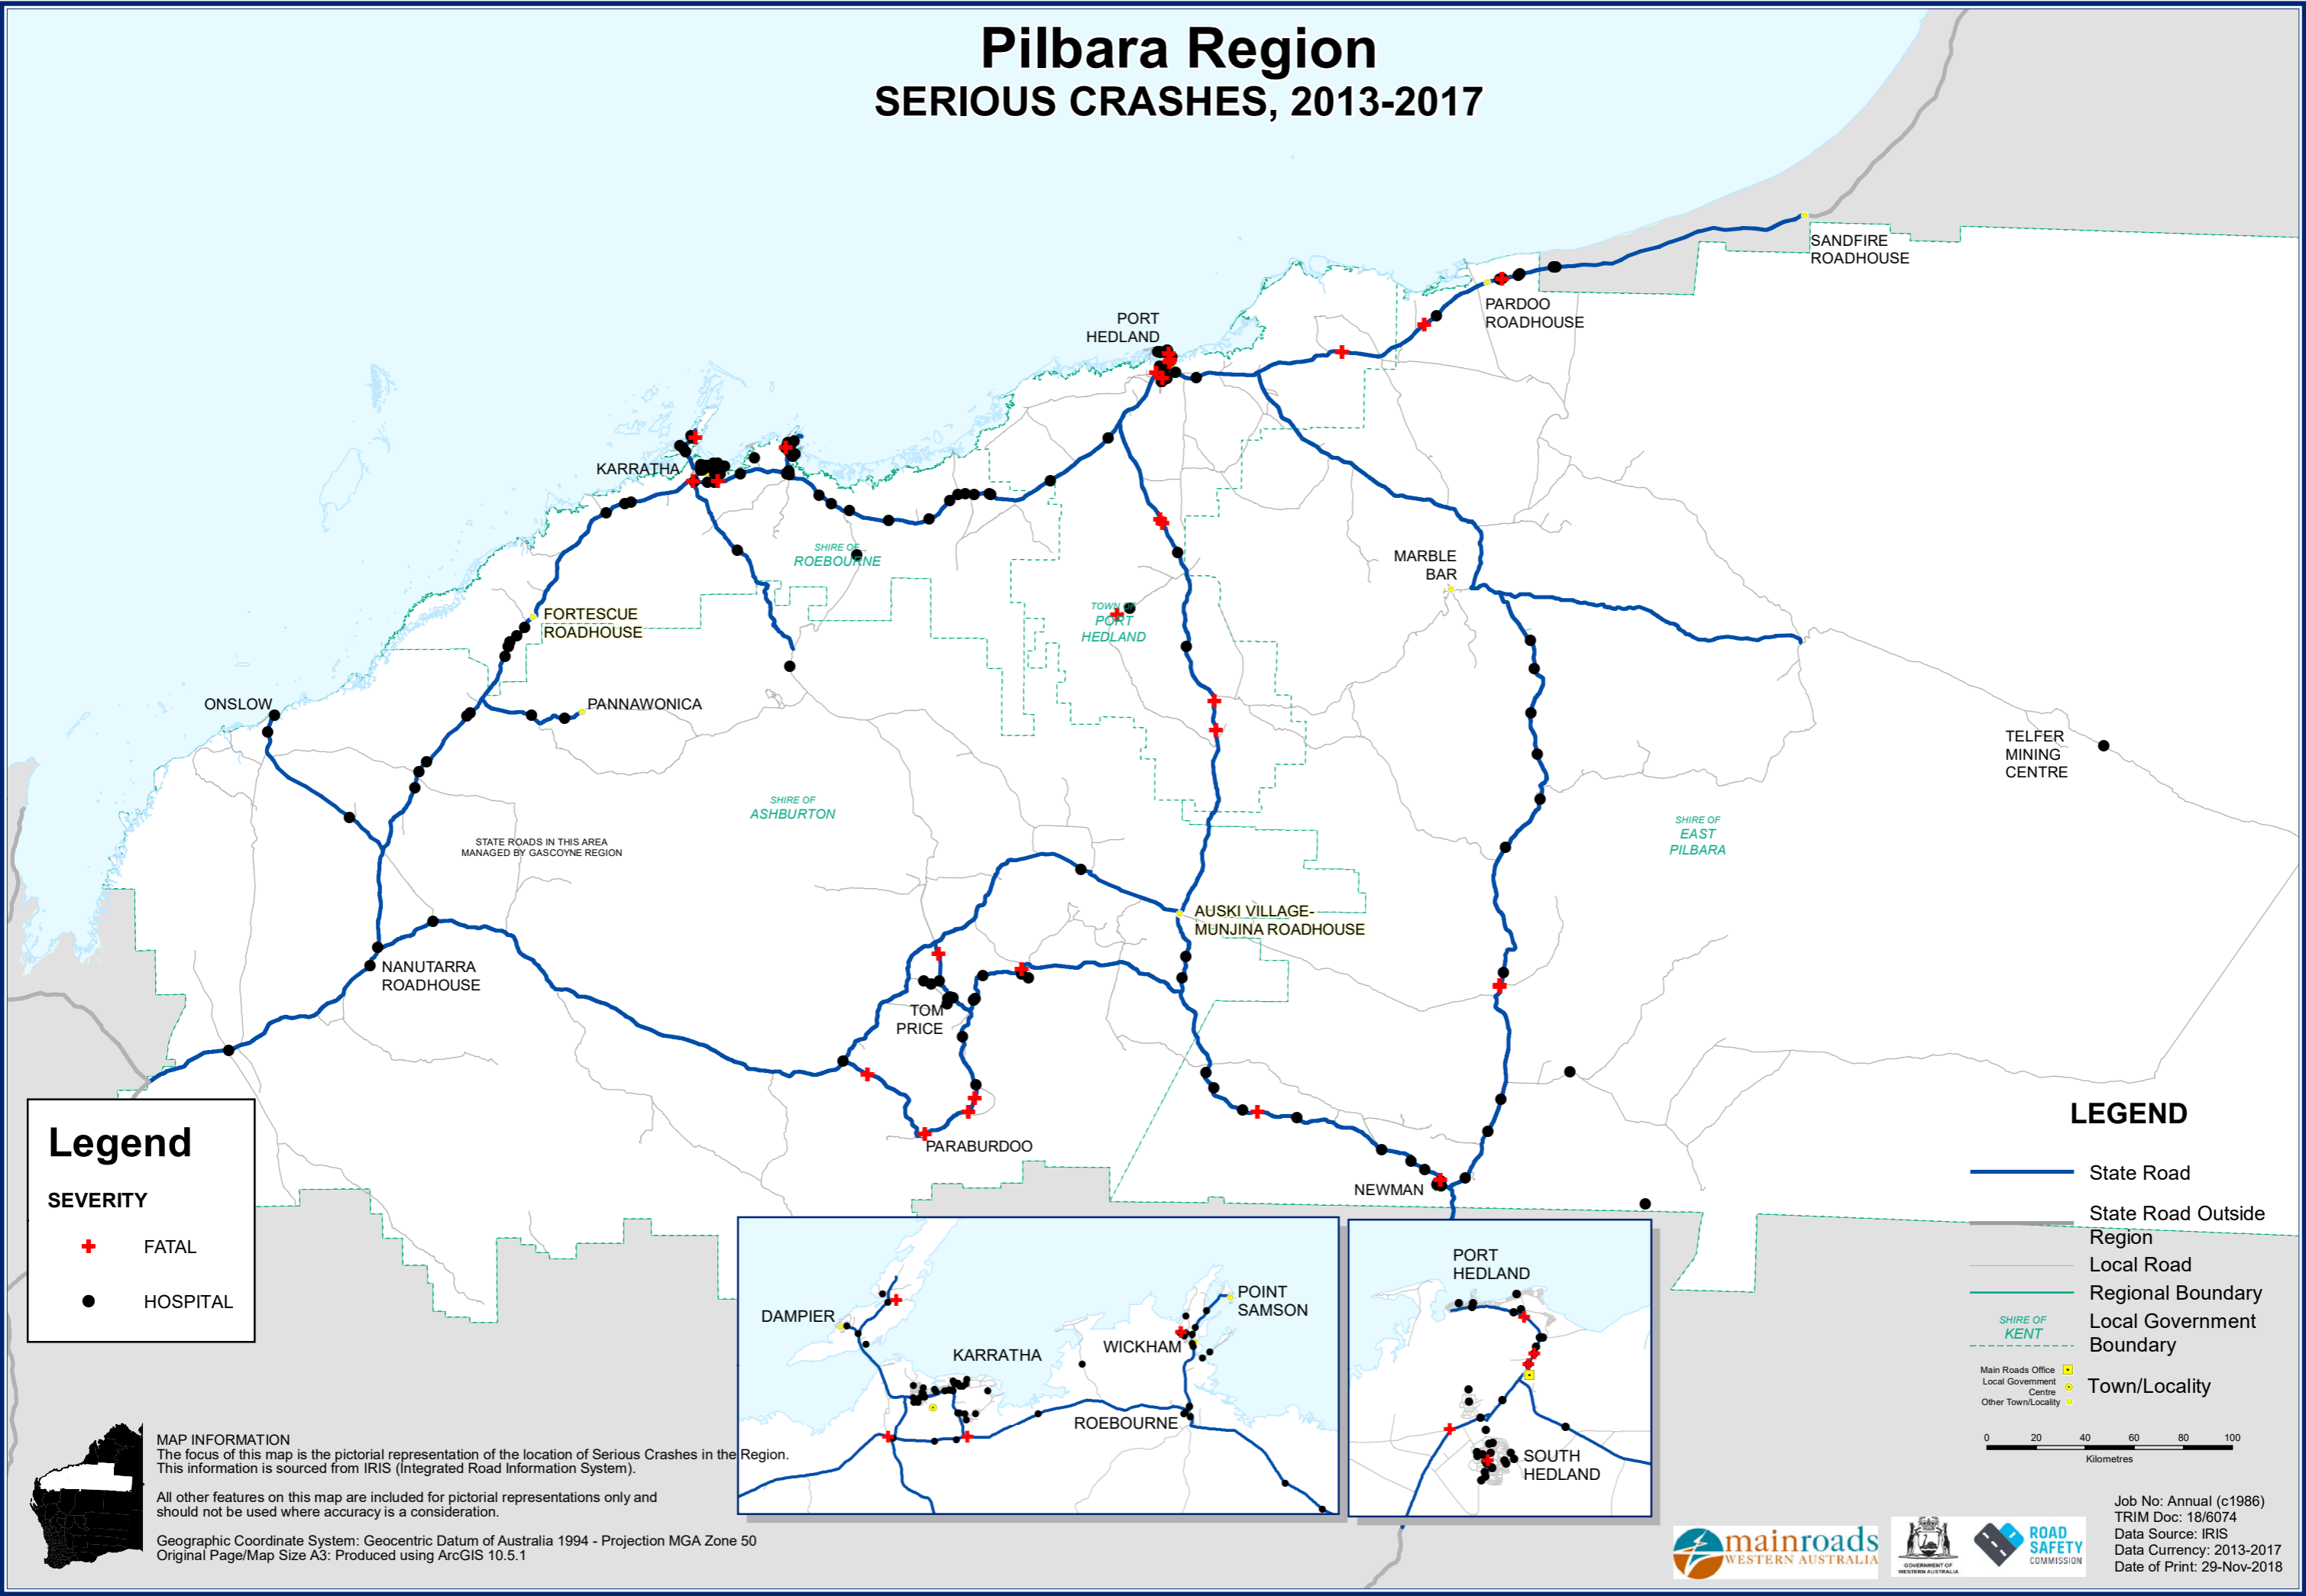 Pilbara Region
SERIOUS CRASHES, 2013-2017
SANDFIRE
ROADHOUSE
PARDOO
ROADHOUSE
PORT
HEDLAND
KARRATHA
SHIRE OF
ROEBOURNE
MARBLE
BAR
FORTESCUE
ROADHOUSE
TOWN OF
PORT
HEDLAND
ONSLOW
PANNAWONICA
TELFER
MINING
CENTRE
SHIRE OF
ASHBURTON
SHIRE OF
EAST
PILBARA
STATE ROADS IN THIS AREA
MANAGED BY GASCOYNE REGION
AUSKI VILLAGE-
MUNJINA ROADHOUSE
NANUTARRA
ROADHOUSE
TOM
PRICE
PARABURDOO
NEWMAN
Legend
SEVERITY
FATAL
HOSPITAL
DAMPIER
KARRATHA
WICKHAM
POINT
SAMSON
ROEBOURNE
PORT
HEDLAND
SOUTH
HEDLAND
LEGEND
State Road
State Road Outside
Region
Local Road
Regional Boundary
SHIRE OF
KENT
Local Government
Boundary
Main Roads Office
Local Government
Centre
Other Town/Locality
Town/Locality
0 20 40 60 80 100
Kilometres
MAP INFORMATION
The focus of this map is the pictorial representation of the location of Serious Crashes in the Region.
This information is sourced from IRIS (Integrated Road Information System).
All other features on this map are included for pictorial representations only and
should not be used where accuracy is a consideration.
Geographic Coordinate System: Geocentric Datum of Australia 1994 - Projection MGA Zone 50
Original Page/Map Size A3: Produced using ArcGIS 10.5.1
mainroads
WESTERN AUSTRALIA
GOVERNMENT OF
WESTERN AUSTRALIA
ROAD
SAFETY
COMMISSION
Job No: Annual (c1986)
TRIM Doc: 18/6074
Data Source: IRIS
Data Currency: 2013-2017
Date of Print: 29-Nov-2018